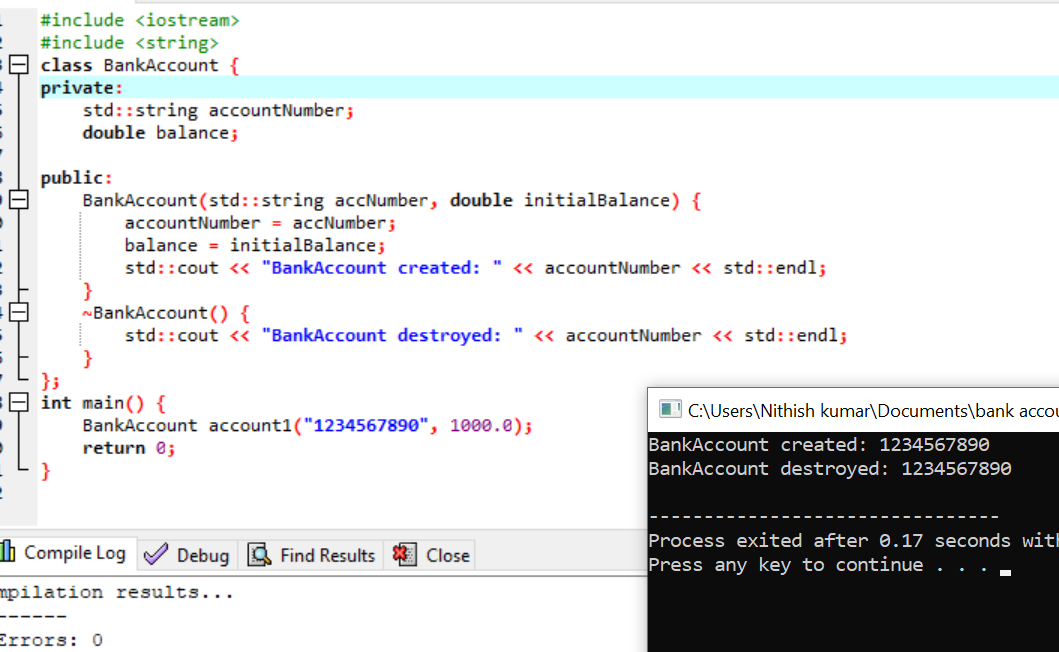 #include <iostream>
#include <string>
class BankAccount {
private:
    std::string accountNumber;
    double balance;

public:
    BankAccount(std::string accNumber, double initialBalance) {
        accountNumber = accNumber;
        balance = initialBalance;
        std::cout << "BankAccount created: " << accountNumber << std::endl;
    }
    ~BankAccount() {
        std::cout << "BankAccount destroyed: " << accountNumber << std::endl;
    }
};
int main() {
    BankAccount account1("1234567890", 1000.0);
    return 0;
}
C:\Users\Nithish kumar\Documents\bank accou
BankAccount created: 1234567890
BankAccount destroyed: 1234567890
--------------------------------
Process exited after 0.17 seconds wit
Press any key to continue . . .
Compile Log Debug Find Results Close
mpilation results...
------
Errors: 0